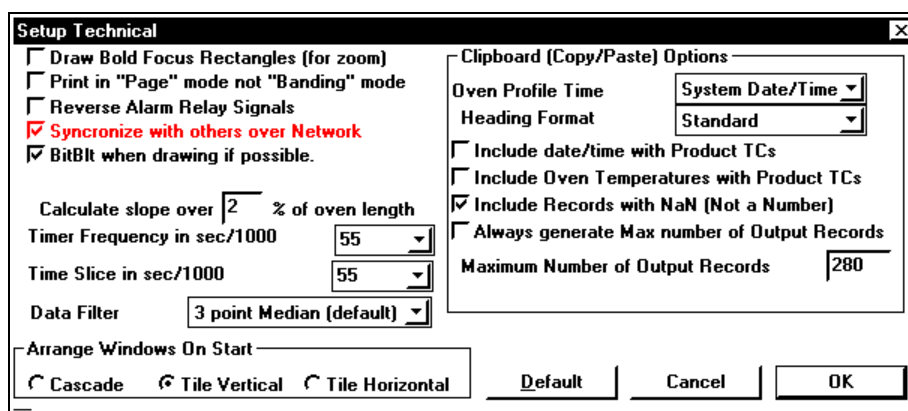 Setup Technical
Draw Bold Focus Rectangles (for zoom)
Print in "Page" mode not "Banding" mode
Reverse Alarm Relay Signals
Syncronize with others over Network
BitBlt when drawing if possible.
Calculate slope over 2 % of oven length
Timer Frequency in sec/1000 55
Time Slice in sec/1000 55
Data Filter 3 point Median (default)
Arrange Windows On Start
Cascade Tile Vertical Tile Horizontal
Clipboard (Copy/Paste) Options
Oven Profile Time System Date/Time
Heading Format Standard
Include date/time with Product TCs
Include Oven Temperatures with Product TCs
Include Records with NaN (Not a Number)
Always generate Max number of Output Records
Maximum Number of Output Records 280
Default Cancel OK